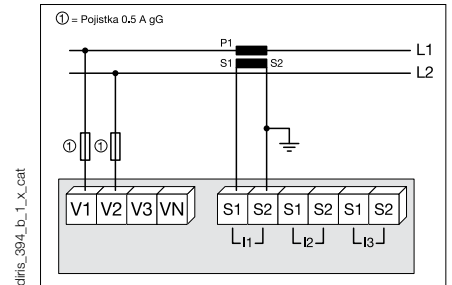 ① = Pojistka 0.5 A gG
P1
L1
S1 S2
L2
① ①
V1 V2 V3 VN S1 S2 S1 S2 S1 S2
I1 I2 I3
diris_394_b_1_x_cat